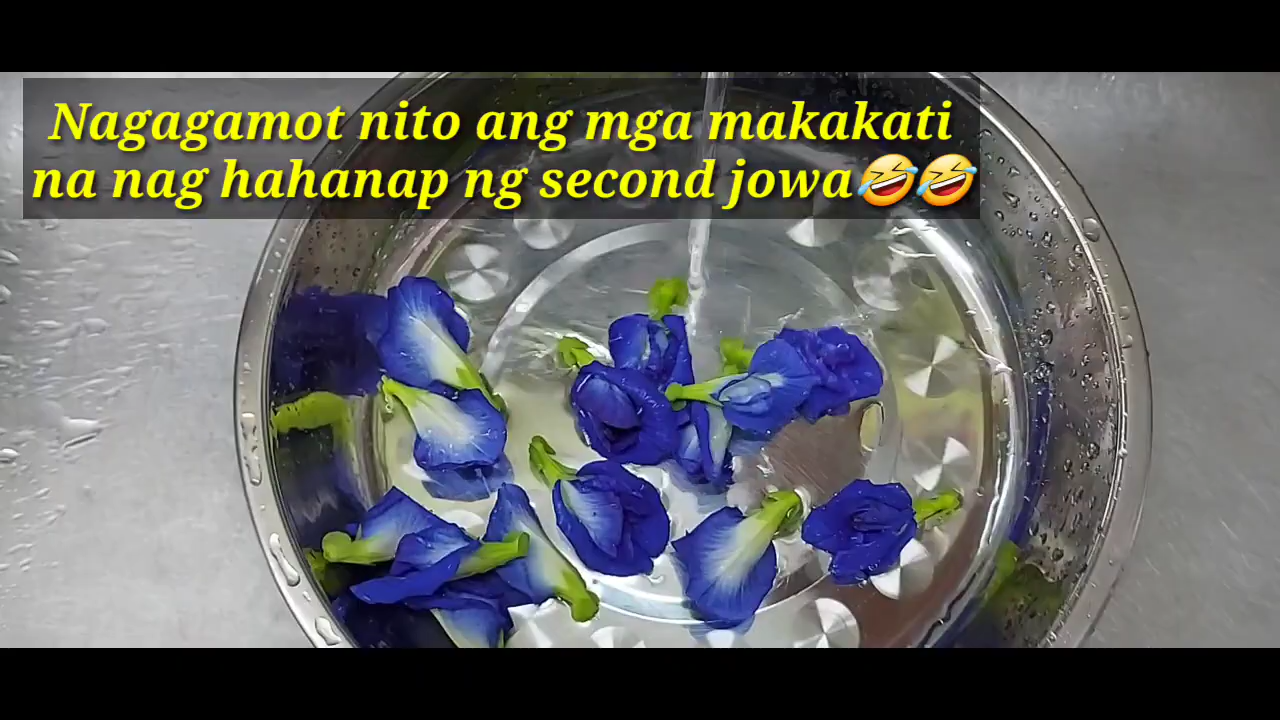 Nagagamot nito ang mga makakati
na nag hahanap ng second jowa🤣🤣